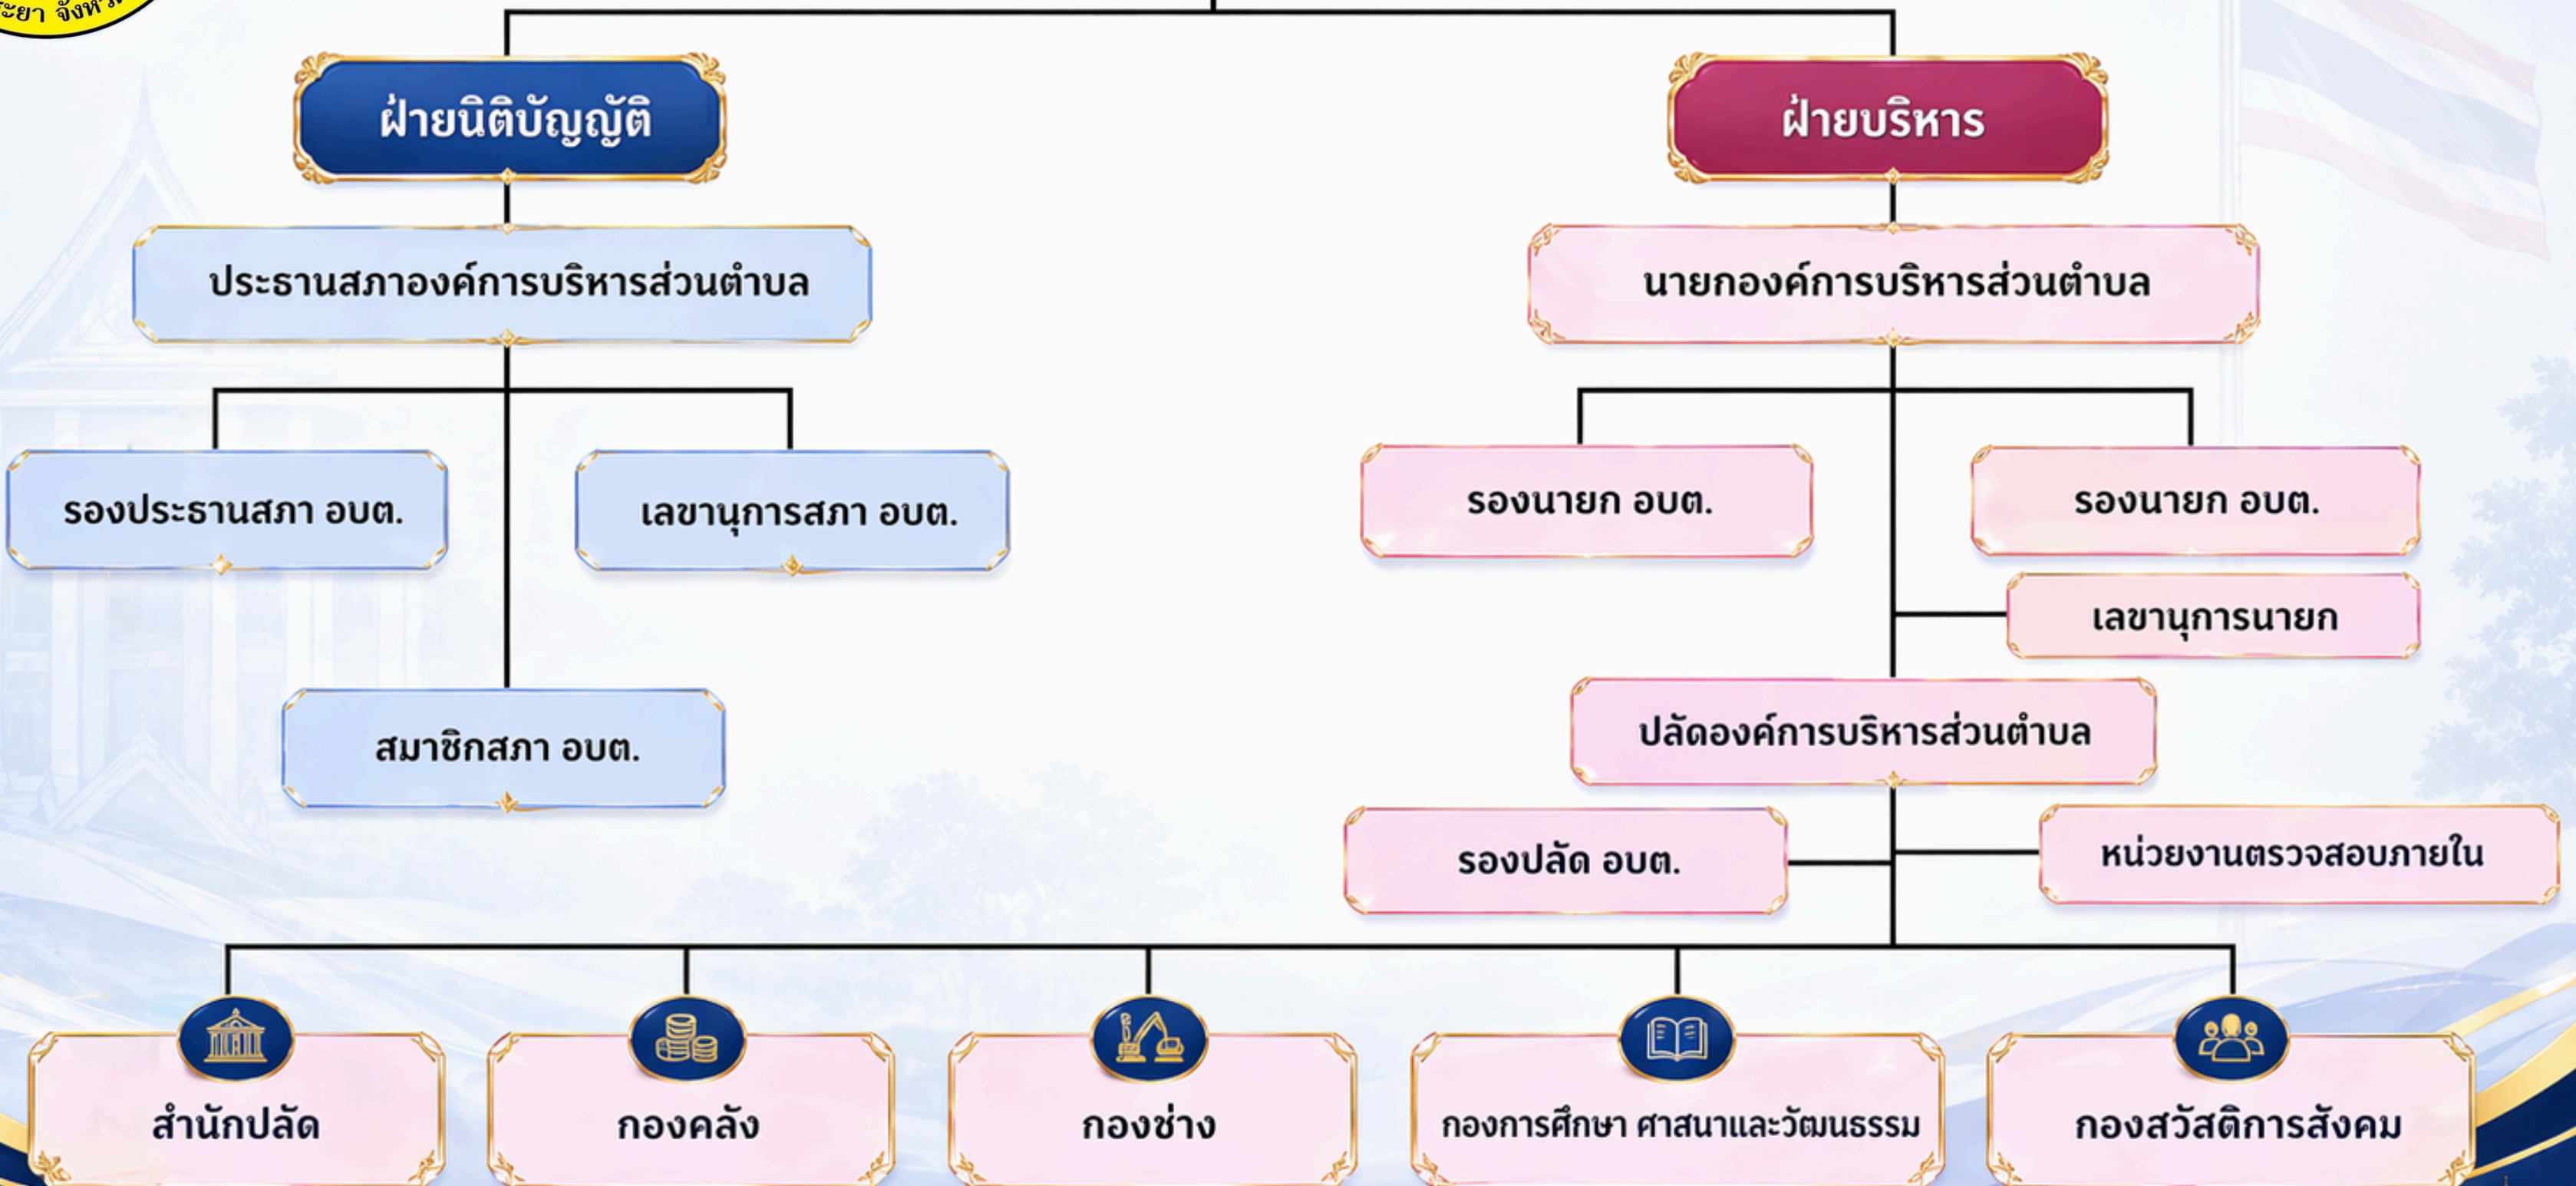 ฝ่ายนิติบัญญัติ
ฝ่ายบริหาร
ประธานสภาองค์การบริหารส่วนตำบล
นายกองค์การบริหารส่วนตำบล
รองประธานสภา อบต.
เลขานุการสภา อบต.
รองนายก อบต.
รองนายก อบต.
เลขานุการนายก
สมาชิกสภา อบต.
ปลัดองค์การบริหารส่วนตำบล
รองปลัด อบต.
หน่วยงานตรวจสอบภายใน
สำนักปลัด
กองคลัง
กองช่าง
กองการศึกษา ศาสนาและวัฒนธรรม
กองสวัสดิการสังคม